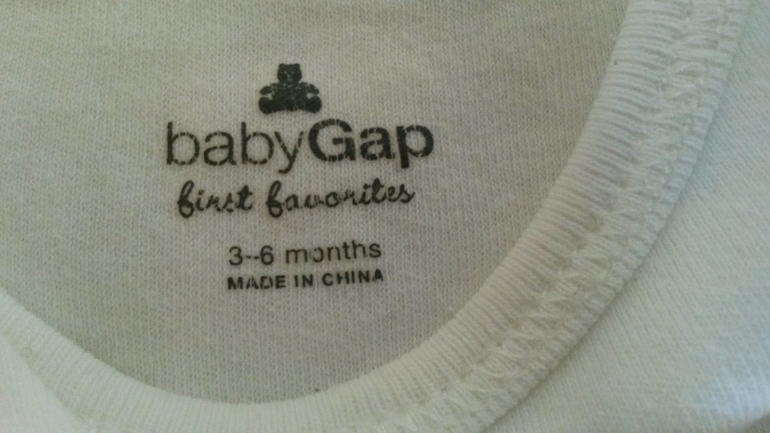 babyGap
first favorites
3-6 months
MADE IN CHINA